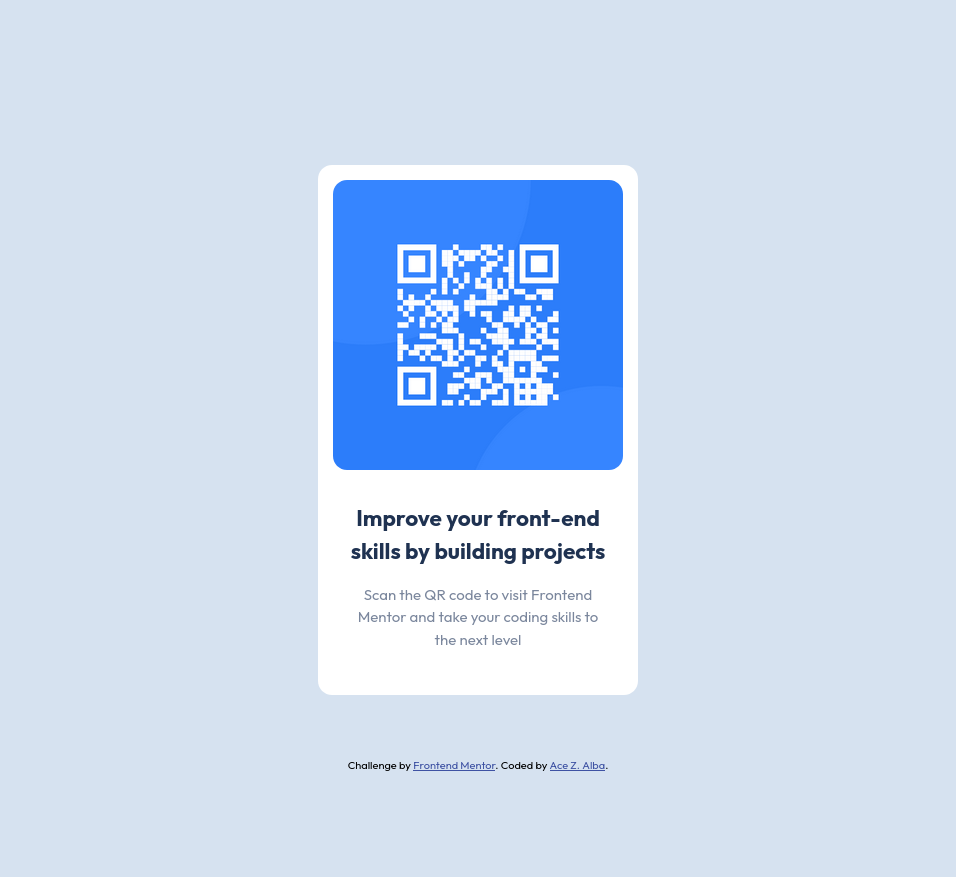 Improve your front-end
skills by building projects
Scan the QR code to visit Frontend
Mentor and take your coding skills to
the next level
Challenge by Frontend Mentor. Coded by Ace Z. Alba.